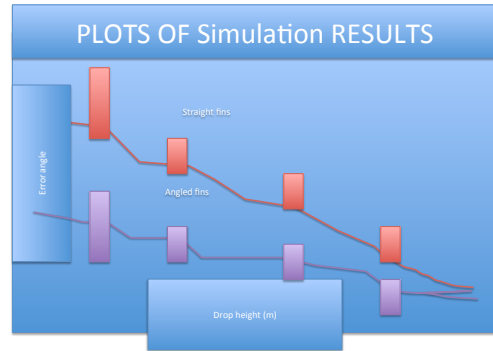 PLOTS OF Simulation RESULTS
Straight fins
Error angle
Angled fins
Drop height (m)